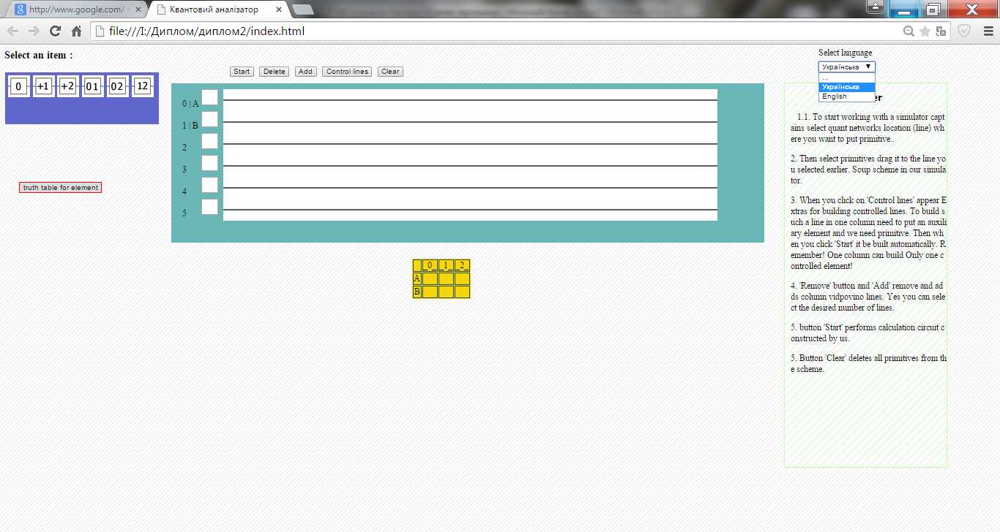 http://www.google.com/
Квантовий аналізатор
file:///I:/Диплом/диплом2/index.html
Select an item :
0 +1 +2 01 02 12
truth table for element
Start Delete Add Control lines Clear
0 | A
1 | B
2
3
4
5
_0_ _1_ _2_
A
B
Select language
Українська
...
Українська
English
er
1.1. To start working with a simulator capt
ains select quant networks location (line) wh
ere you want to put primitive..
2. Then select primitives drag it to the line yo
u selected earlier. Soup scheme in our simula
tor.
3. When you click on 'Control lines' appear E
xtras for building controlled lines. To build s
uch a line in one column need to put an auxili
ary element and we need primitive. Then wh
en you click 'Start' it be built automatically. R
emember! One column can build Only one c
ontrolled element!
4. 'Remove' button and 'Add' remove and ad
ds column vidpovino lines. Yes you can sele
ct the desired number of lines.
5. button 'Start' performs calculation circuit c
onstructed by us.
5. Button 'Clear' deletes all primitives from th
e scheme.